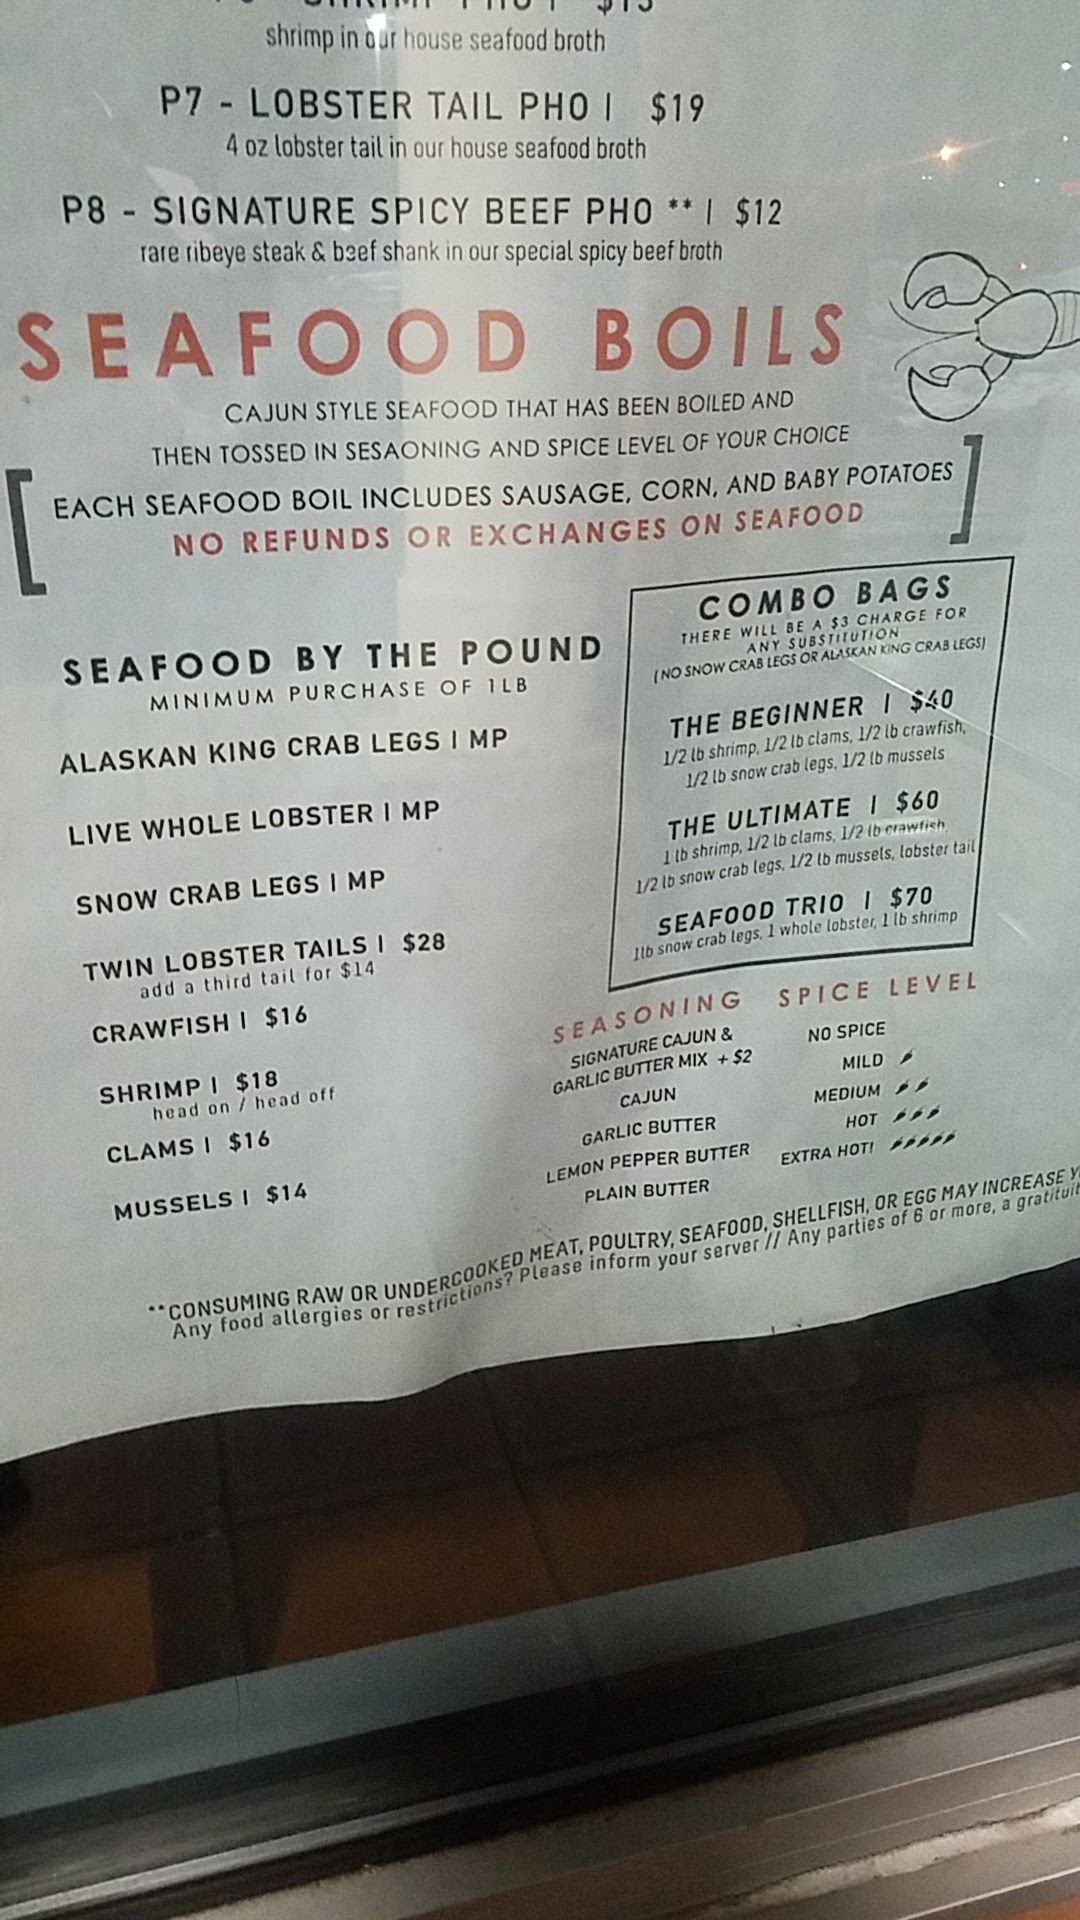 SHRIMP PHO | $15
shrimp in our house seafood broth
P7 - LOBSTER TAIL PHO | $19
4 oz lobster tail in our house seafood broth
P8 - SIGNATURE SPICY BEEF PHO ** | $12
rare ribeye steak & beef shank in our special spicy beef broth
SEAFOOD BOILS
CAJUN STYLE SEAFOOD THAT HAS BEEN BOILED AND
THEN TOSSED IN SESAONING AND SPICE LEVEL OF YOUR CHOICE
[ EACH SEAFOOD BOIL INCLUDES SAUSAGE, CORN, AND BABY POTATOES ]
NO REFUNDS OR EXCHANGES ON SEAFOOD
SEAFOOD BY THE POUND
MINIMUM PURCHASE OF 1LB
ALASKAN KING CRAB LEGS | MP
LIVE WHOLE LOBSTER | MP
SNOW CRAB LEGS | MP
TWIN LOBSTER TAILS | $28
add a third tail for $14
CRAWFISH | $16
SHRIMP | $18
head on / head off
CLAMS | $16
MUSSELS | $14
COMBO BAGS
THERE WILL BE A $3 CHARGE FOR
ANY SUBSTITUTION
(NO SNOW CRAB LEGS OR ALASKAN KING CRAB LEGS)
THE BEGINNER | $40
1/2 lb shrimp, 1/2 lb clams, 1/2 lb crawfish,
1/2 lb snow crab legs, 1/2 lb mussels
THE ULTIMATE | $60
1 lb shrimp, 1/2 lb clams, 1/2 lb crawfish,
1/2 lb snow crab legs, 1/2 lb mussels, lobster tail
SEAFOOD TRIO | $70
1lb snow crab legs, 1 whole lobster, 1 lb shrimp
SEASONING
SIGNATURE CAJUN &
GARLIC BUTTER MIX + $2
CAJUN
GARLIC BUTTER
LEMON PEPPER BUTTER
PLAIN BUTTER
SPICE LEVEL
NO SPICE
MILD
MEDIUM
HOT
EXTRA HOT!
**CONSUMING RAW OR UNDERCOOKED MEAT, POULTRY, SEAFOOD, SHELLFISH, OR EGG MAY INCREASE
Any food allergies or restrictions? Please inform your server // Any parties of 6 or more, a